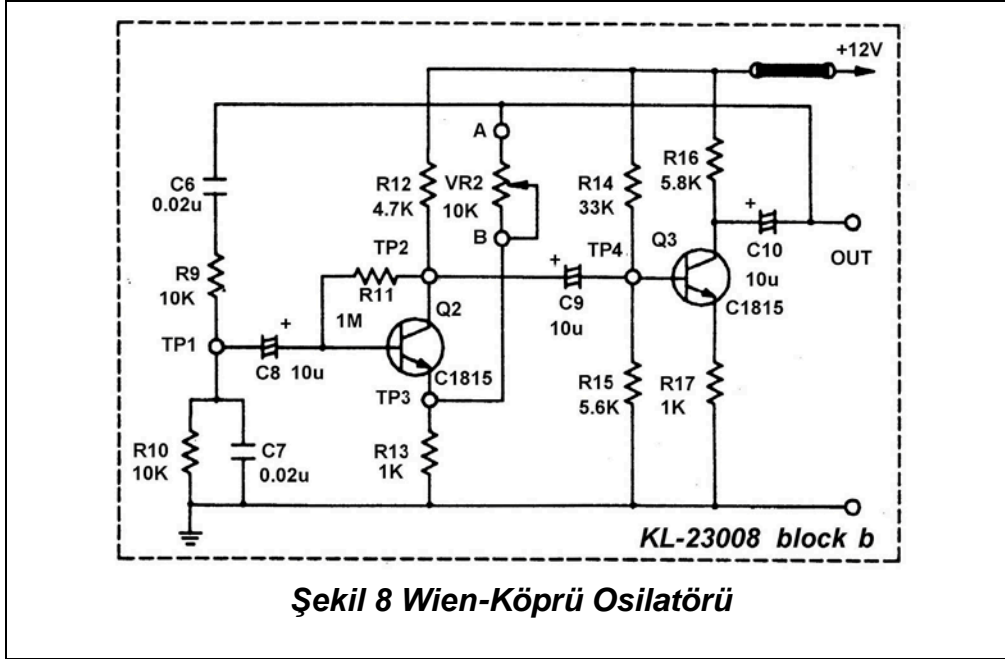 +12V
A
C6
0.02u
R12
4.7K
VR2
10K
R14
33K
R16
5.8K
+
B
TP2
TP4
Q3
OUT
+
C10
10u
R9
10K
R11
1M
Q2
C9
10u
C1815
TP1
+
C8 10u
C1815
TP3
R15
5.6K
R17
1K
R10
10K
C7
0.02u
R13
1K
KL-23008 block b
Şekil 8 Wien-Köprü Osilatörü